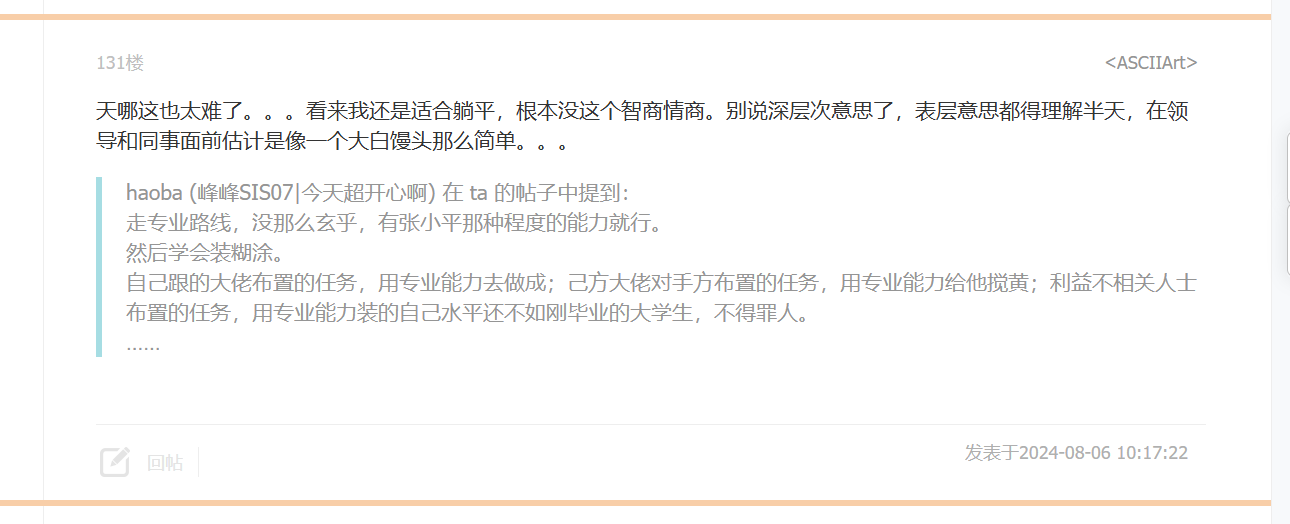 131楼
<ASCIIArt>
天哪这也太难了。。。看来我还是适合躺平，根本没这个智商情商。别说深层次意思了，表层意思都得理解半天，在领
导和同事面前估计是像一个大白馒头那么简单。。。
haoba (峰峰SIS07|今天超开心啊) 在 ta 的帖子中提到：
走专业路线，没那么玄乎，有张小平那种程度的能力就行。
然后学会装糊涂。
自己跟的大佬布置的任务，用专业能力去做成；己方大佬对手方布置的任务，用专业能力给他搅黄；利益不相关人士
布置的任务，用专业能力装的自己水平还不如刚毕业的大学生，不得罪人。
……
回帖
发表于2024-08-06 10:17:22